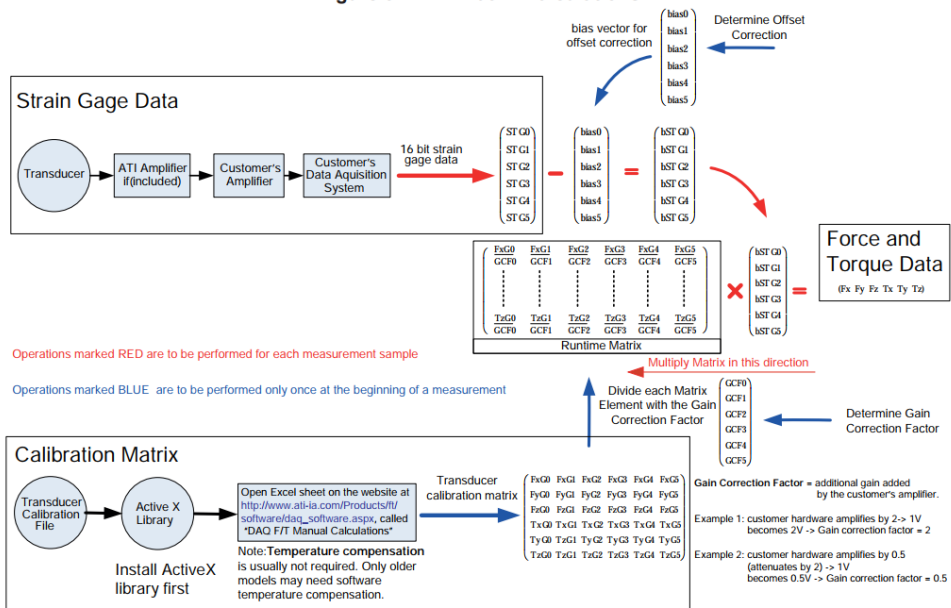 bias vector for
offset correction
bias0
bias1
bias2
bias3
bias4
bias5
Determine Offset
Correction
Strain Gage Data
Transducer
ATI Amplifier
if(included)
Customer's
Amplifier
Customer's
Data Aquisition
System
16 bit strain
gage data
ST G0
ST G1
ST G2
ST G3
ST G4
ST G5
−
bias0
bias1
bias2
bias3
bias4
bias5
=
bST G0
bST G1
bST G2
bST G3
bST G4
bST G5
FxG0 FxG1 FxG2 FxG3 FxG4 FxG5
GCF0 GCF1 GCF2 GCF3 GCF4 GCF5
TzG0 TzG1 TzG2 TzG3 TzG4 TzG5
GCF0 GCF1 GCF2 GCF3 GCF4 GCF5
Runtime Matrix
×
bST G0
bST G1
bST G2
bST G3
bST G4
bST G5
=
Force and
Torque Data
(Fx Fy Fz Tx Ty Tz)
Operations marked RED are to be performed for each measurement sample
Operations marked BLUE are to be performed only once at the beginning of a measurement
Multiply Matrix in this direction
Divide each Matrix
Element with the Gain
Correction Factor
GCF0
GCF1
GCF2
GCF3
GCF4
GCF5
Determine Gain
Correction Factor
Calibration Matrix
Transducer
Calibration
File
Active X
Library
Install ActiveX
library first
Open Excel sheet on the website at
http://www.ati-ia.com/Products/ft/
software/daq_software.aspx, called
"DAQ F/T Manual Calculations"
Note:Temperature compensation
is usually not required. Only older
models may need software
temperature compensation.
Transducer
calibration matrix
FxG0 FxG1 FxG2 FxG3 FxG4 FxG5
FyG0 FyG1 FyG2 FyG3 FyG4 FyG5
FzG0 FzG1 FzG2 FzG3 FzG4 FzG5
TxG0 TxG1 TxG2 TxG3 TxG4 TxG5
TyG0 TyG1 TyG2 TyG3 TyG4 TyG5
TzG0 TzG1 TzG2 TzG3 TzG4 TzG5
Gain Correction Factor = additional gain added
by the customer's amplifier.
Example 1: customer hardware amplifies by 2-> 1V
becomes 2V -> Gain correction factor = 2
Example 2: customer hardware amplifies by 0.5
(attenuates by 2) -> 1V
becomes 0.5V -> Gain correction factor = 0.5